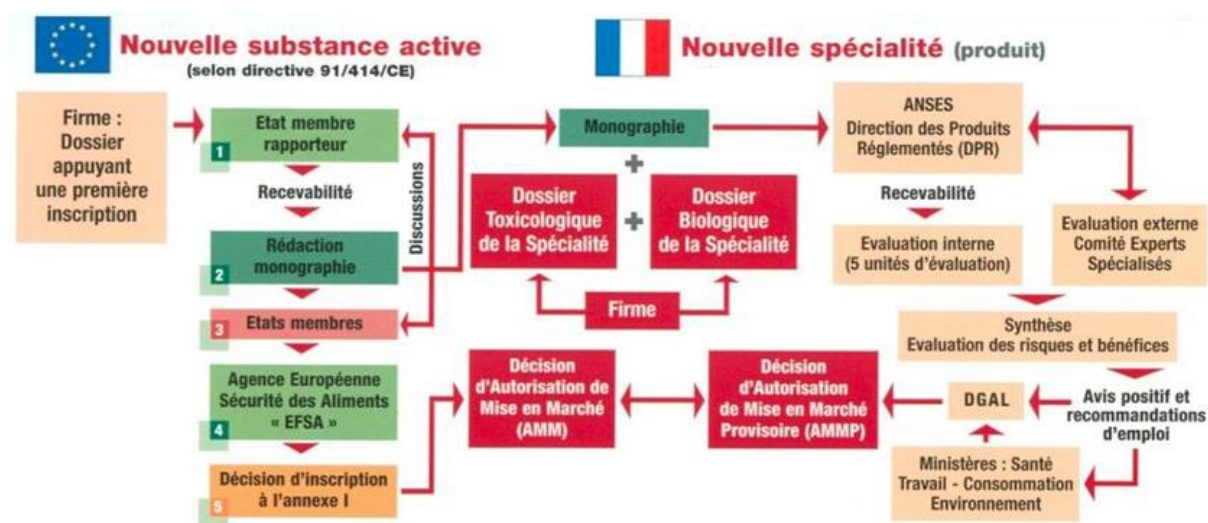 Nouvelle substance active
(selon directive 91/414/CE)
Firme :
Dossier
appuyant
une première
inscription
1
Etat membre
rapporteur
Recevabilité
Discussions
2
Rédaction
monographie
3
Etats membres
4
Agence Européenne
Sécurité des Aliments
« EFSA »
5
Décision d'inscription
à l'annexe I
Nouvelle spécialité (produit)
Monographie
+
Dossier
Toxicologique
de la Spécialité
+
Dossier
Biologique
de la Spécialité
Firme
ANSES
Direction des Produits
Réglementés (DPR)
Recevabilité
Evaluation interne
(5 unités d'évaluation)
Evaluation externe
Comité Experts
Spécialisés
Synthèse
Evaluation des risques et bénéfices
Avis positif et
recommandations
d'emploi
DGAL
Ministères : Santé
Travail - Consommation
Environnement
Décision
d'Autorisation
de Mise en Marché
Provisoire (AMMP)
Décision
d'Autorisation de
Mise en Marché
(AMM)